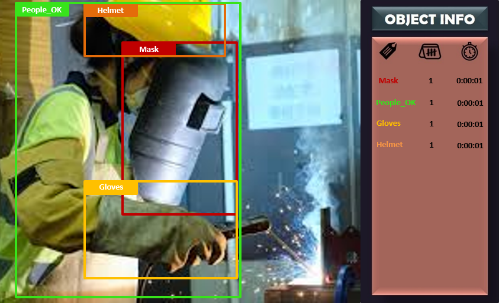 People_OK
Helmet
Mask
Gloves
OBJECT INFO
Mask 1 0:00:01
People_OK 1 0:00:01
Gloves 1 0:00:01
Helmet 1 0:00:01